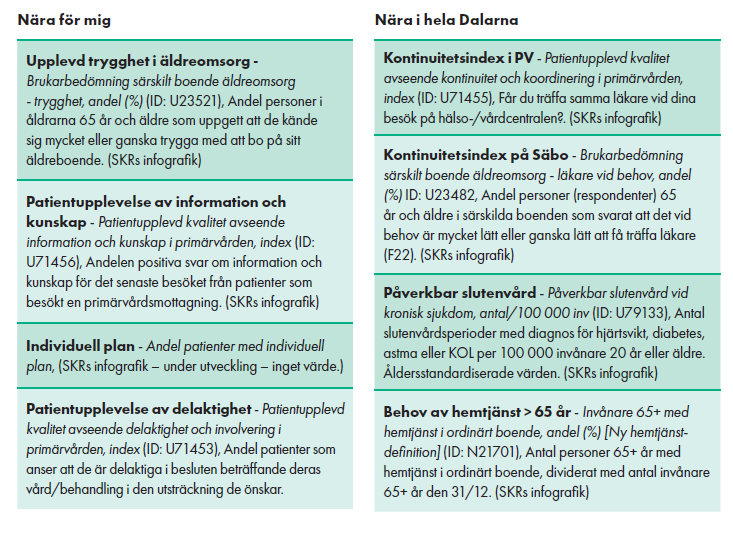 Nära för mig
Upplevd trygghet i äldreomsorg -
Brukarbedömning särskilt boende äldreomsorg
- trygghet, andel (%) (ID: U23521), Andel personer i
åldrarna 65 år och äldre som uppgett att de kände
sig mycket eller ganska trygga med att bo på sitt
äldreboende. (SKRs infografik)
Patientupplevelse av information och
kunskap - Patientupplevd kvalitet avseende
information och kunskap i primärvården, index (ID:
U71456), Andelen positiva svar om information och
kunskap för det senaste besöket från patienter som
besökt en primärvårdsmottagning. (SKRs infografik)
Individuell plan - Andel patienter med individuell
plan, (SKRs infografik – under utveckling – inget värde.)
Patientupplevelse av delaktighet - Patientupplevd
kvalitet avseende delaktighet och involvering i
primärvården, index (ID: U71453), Andel patienter som
anser att de är delaktiga i besluten beträffande deras
vård/behandling i den utsträckning de önskar.
Nära i hela Dalarna
Kontinuitetsindex i PV - Patientupplevd kvalitet
avseende kontinuitet och koordinering i primärvården,
index (ID: U71455), Får du träffa samma läkare vid dina
besök på hälso-/vårdcentralen?. (SKRs infografik)
Kontinuitetsindex på Säbo - Brukarbedömning
särskilt boende äldreomsorg - läkare vid behov, andel
(%) ID: U23482, Andel personer (respondenter) 65
år och äldre i särskilda boenden som svarat att det vid
behov är mycket lätt eller ganska lätt att få träffa läkare
(F22). (SKRs infografik)
Påverkbar slutenvård - Påverkbar slutenvård vid
kronisk sjukdom, antal/100 000 inv (ID: U79133), Antal
slutenvårdsperioder med diagnos för hjärtsvikt, diabetes,
astma eller KOL per 100 000 invånare 20 år eller äldre.
Åldersstandardiserade värden. (SKRs infografik)
Behov av hemtjänst > 65 år - Invånare 65+ med
hemtjänst i ordinärt boende, andel (%) [Ny hemtjänst-
definition] (ID: N21701), Antal personer 65+ år med
hemtjänst i ordinärt boende, dividerat med antal invånare
65+ år den 31/12. (SKRs infografik)